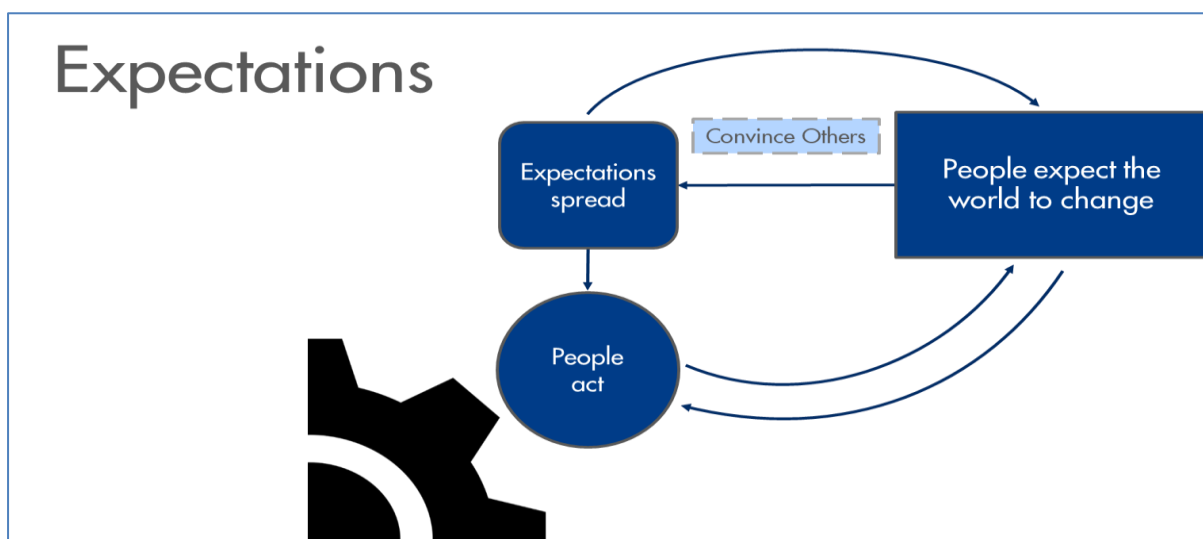 Expectations
Convince Others
Expectations
spread
People expect the
world to change
People
act